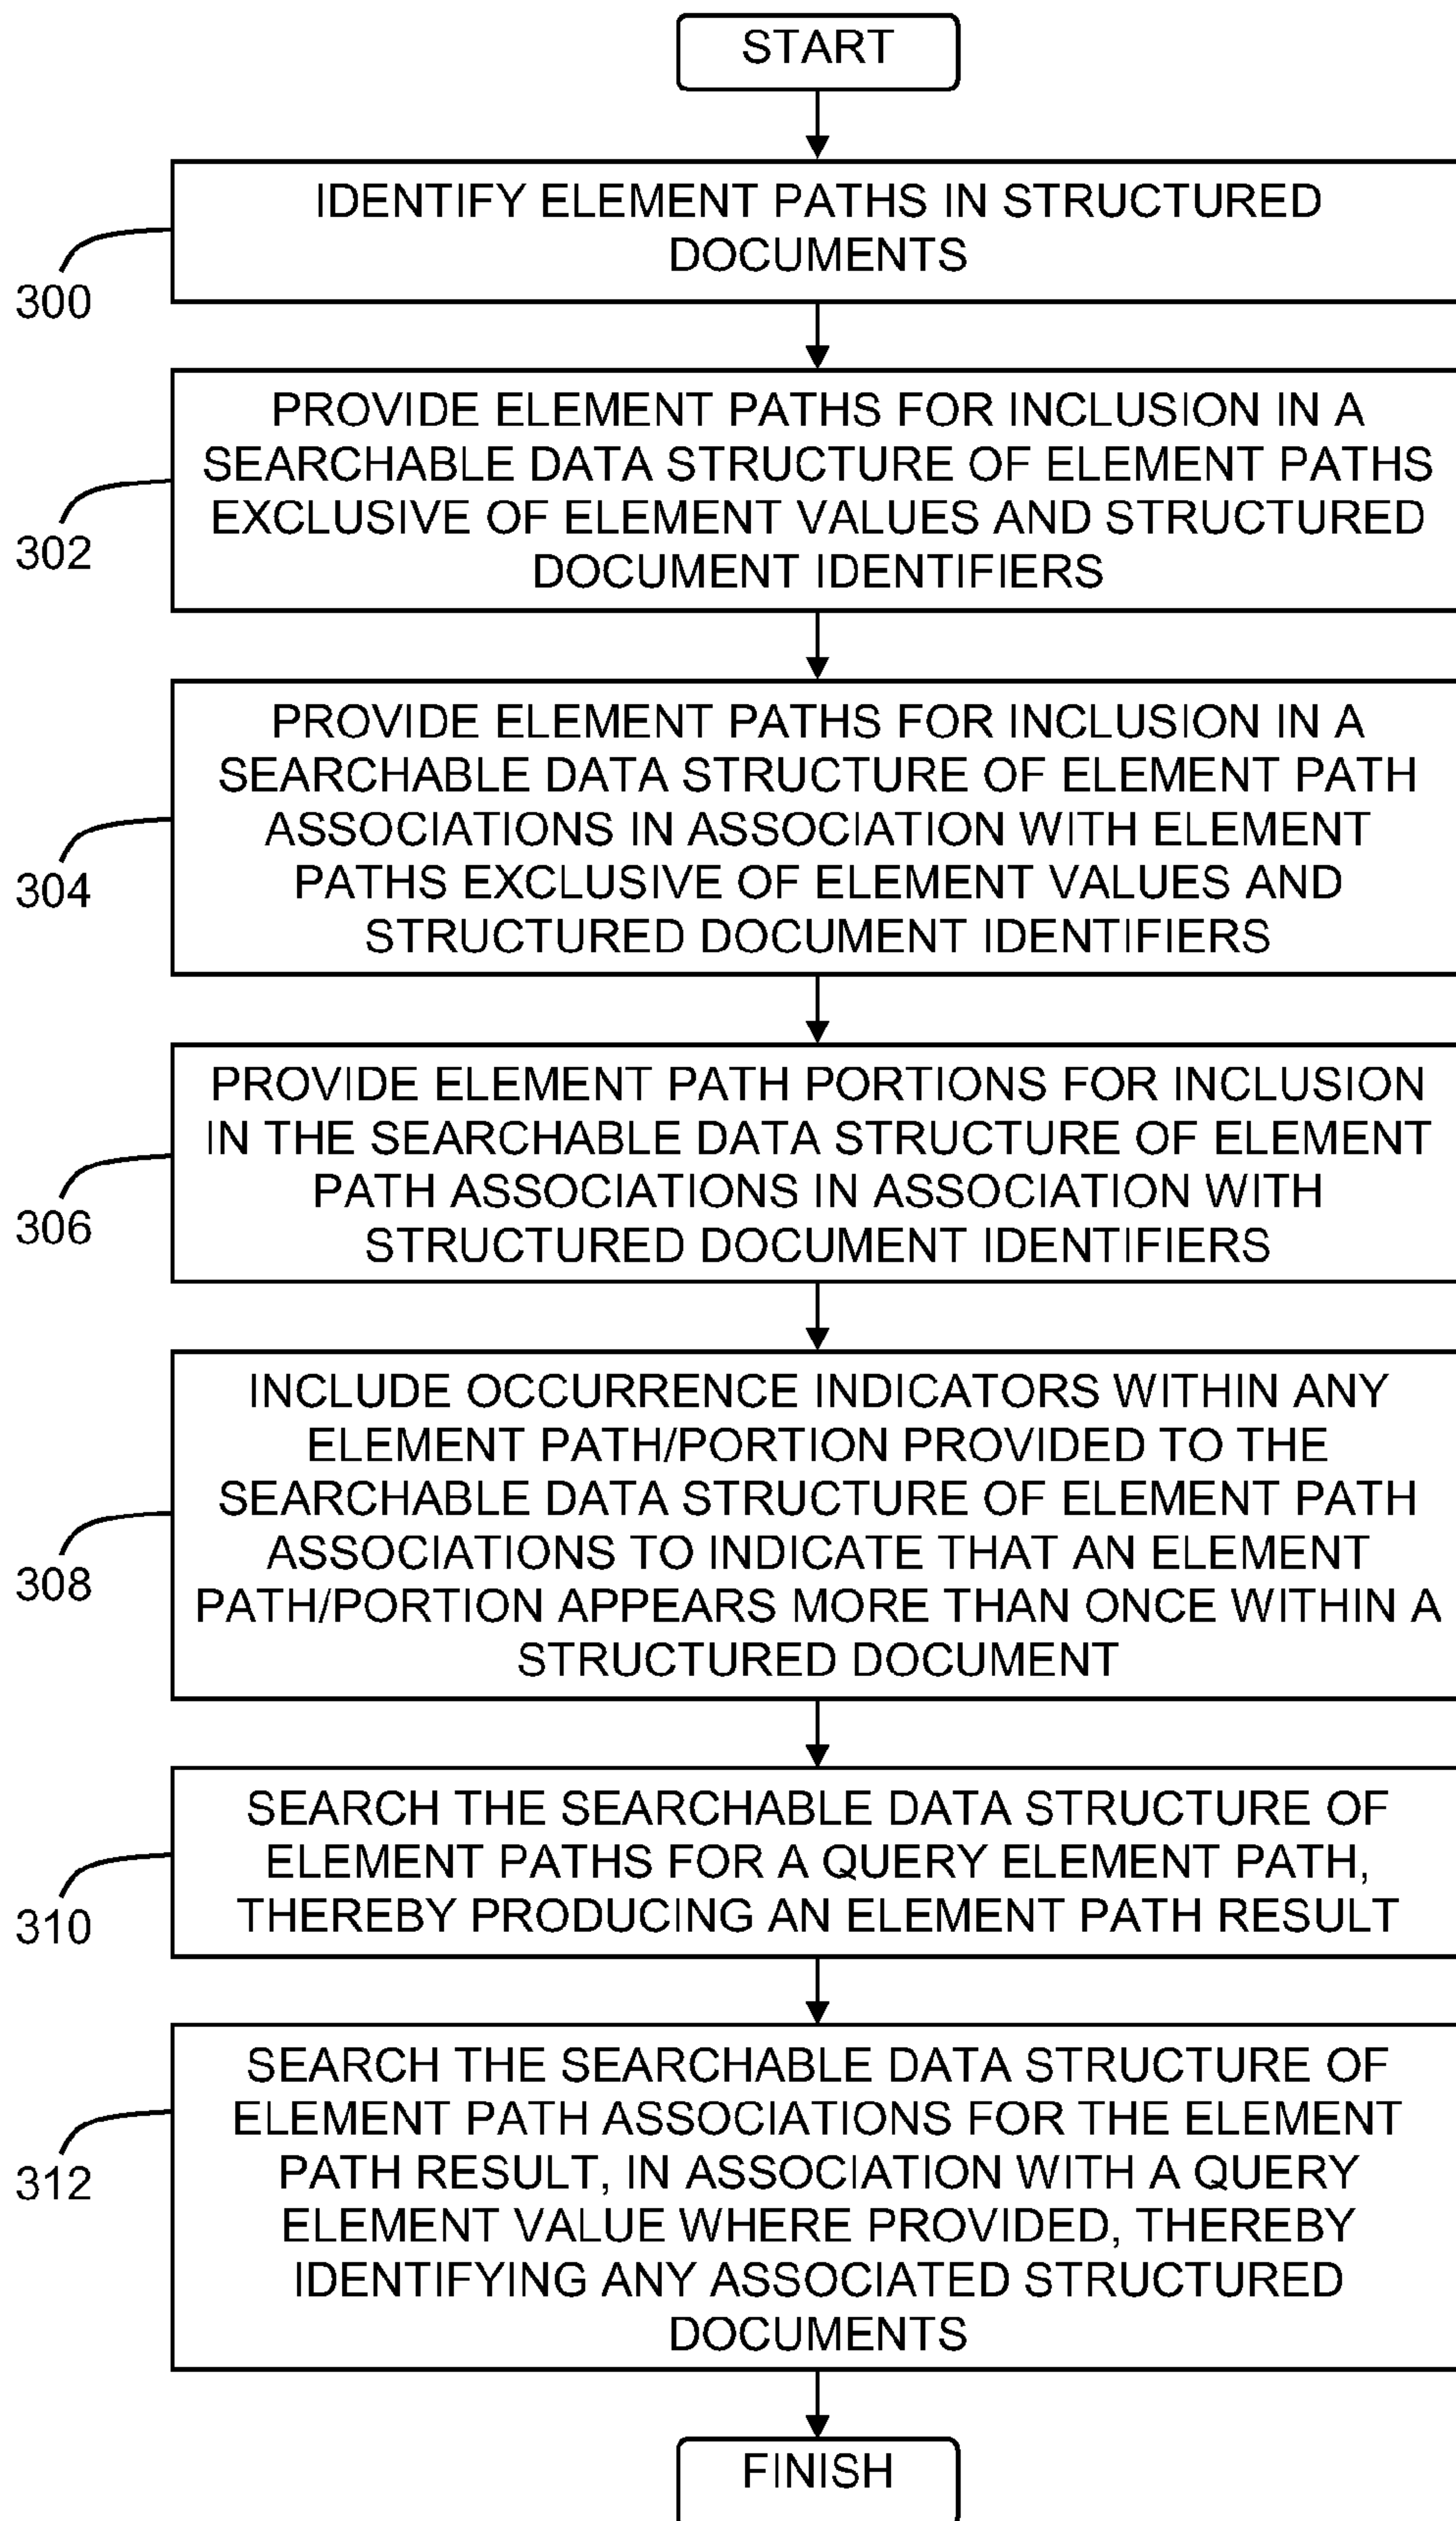 START
IDENTIFY ELEMENT PATHS IN STRUCTURED
DOCUMENTS
300
PROVIDE ELEMENT PATHS FOR INCLUSION IN A
SEARCHABLE DATA STRUCTURE OF ELEMENT PATHS
EXCLUSIVE OF ELEMENT VALUES AND STRUCTURED
DOCUMENT IDENTIFIERS
302
PROVIDE ELEMENT PATHS FOR INCLUSION IN A
SEARCHABLE DATA STRUCTURE OF ELEMENT PATH
ASSOCIATIONS IN ASSOCIATION WITH ELEMENT
PATHS EXCLUSIVE OF ELEMENT VALUES AND
STRUCTURED DOCUMENT IDENTIFIERS
304
PROVIDE ELEMENT PATH PORTIONS FOR INCLUSION
IN THE SEARCHABLE DATA STRUCTURE OF ELEMENT
PATH ASSOCIATIONS IN ASSOCIATION WITH
STRUCTURED DOCUMENT IDENTIFIERS
306
INCLUDE OCCURRENCE INDICATORS WITHIN ANY
ELEMENT PATH/PORTION PROVIDED TO THE
SEARCHABLE DATA STRUCTURE OF ELEMENT PATH
ASSOCIATIONS TO INDICATE THAT AN ELEMENT
PATH/PORTION APPEARS MORE THAN ONCE WITHIN A
STRUCTURED DOCUMENT
308
SEARCH THE SEARCHABLE DATA STRUCTURE OF
ELEMENT PATHS FOR A QUERY ELEMENT PATH,
THEREBY PRODUCING AN ELEMENT PATH RESULT
310
SEARCH THE SEARCHABLE DATA STRUCTURE OF
ELEMENT PATH ASSOCIATIONS FOR THE ELEMENT
PATH RESULT, IN ASSOCIATION WITH A QUERY
ELEMENT VALUE WHERE PROVIDED, THEREBY
IDENTIFYING ANY ASSOCIATED STRUCTURED
DOCUMENTS
312
FINISH